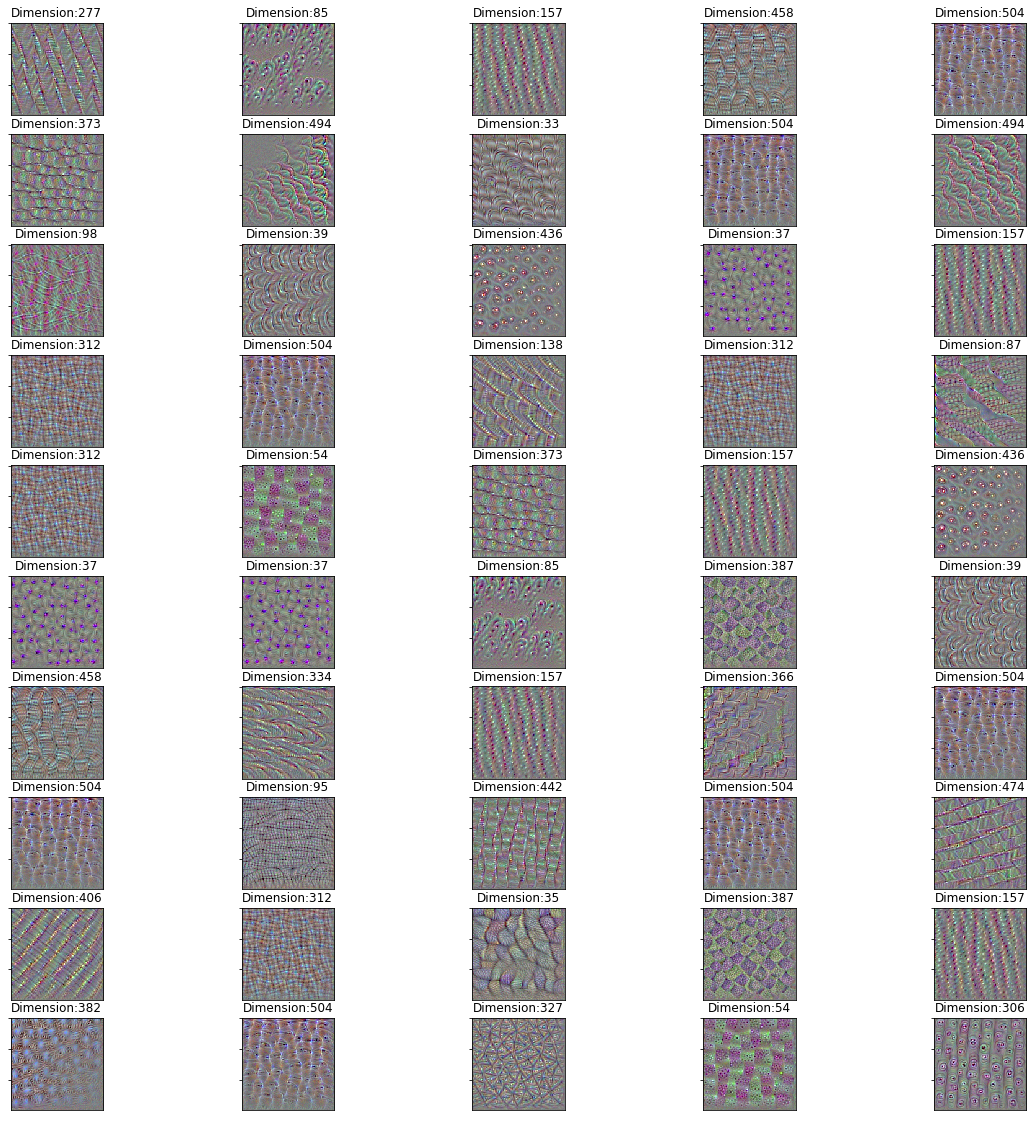 Dimension:277 Dimension:85 Dimension:157 Dimension:458 Dimension:504
Dimension:373 Dimension:494 Dimension:33 Dimension:504 Dimension:494
Dimension:98 Dimension:39 Dimension:436 Dimension:37 Dimension:157
Dimension:312 Dimension:504 Dimension:138 Dimension:312 Dimension:87
Dimension:312 Dimension:54 Dimension:373 Dimension:157 Dimension:436
Dimension:37 Dimension:37 Dimension:85 Dimension:387 Dimension:39
Dimension:458 Dimension:334 Dimension:157 Dimension:366 Dimension:504
Dimension:504 Dimension:95 Dimension:442 Dimension:504 Dimension:474
Dimension:406 Dimension:312 Dimension:35 Dimension:387 Dimension:157
Dimension:382 Dimension:504 Dimension:327 Dimension:54 Dimension:306